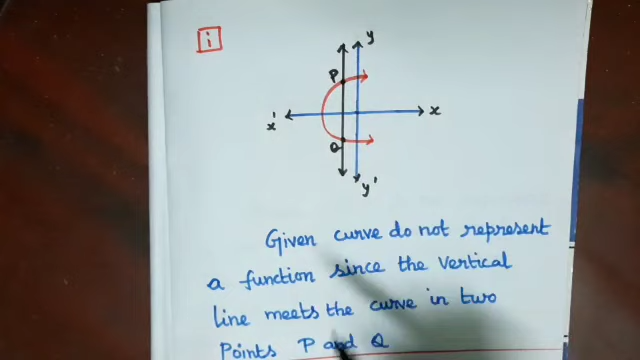 i
y
P
x' x
Q
y'
Given curve do not represent
a function since the vertical
line meets the curve in two
Points P and Q